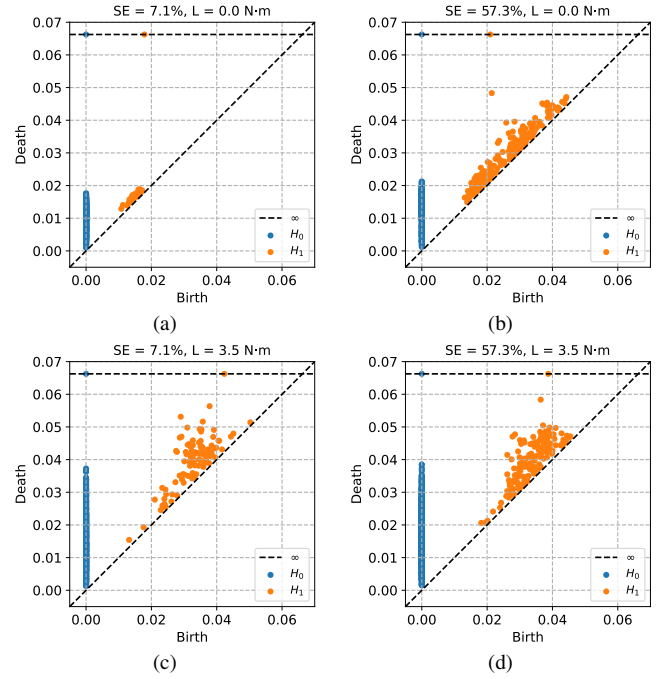 SE = 7.1%, L = 0.0 N·m
0.07
0.06
0.05
0.04
0.03
0.02
0.01
0.00
Death
0.00 0.02 0.04 0.06
Birth
∞
H₀
H₁
(a)
SE = 57.3%, L = 0.0 N·m
0.07
0.06
0.05
0.04
0.03
0.02
0.01
0.00
Death
0.00 0.02 0.04 0.06
Birth
∞
H₀
H₁
(b)
SE = 7.1%, L = 3.5 N·m
0.07
0.06
0.05
0.04
0.03
0.02
0.01
0.00
Death
0.00 0.02 0.04 0.06
Birth
∞
H₀
H₁
(c)
SE = 57.3%, L = 3.5 N·m
0.07
0.06
0.05
0.04
0.03
0.02
0.01
0.00
Death
0.00 0.02 0.04 0.06
Birth
∞
H₀
H₁
(d)